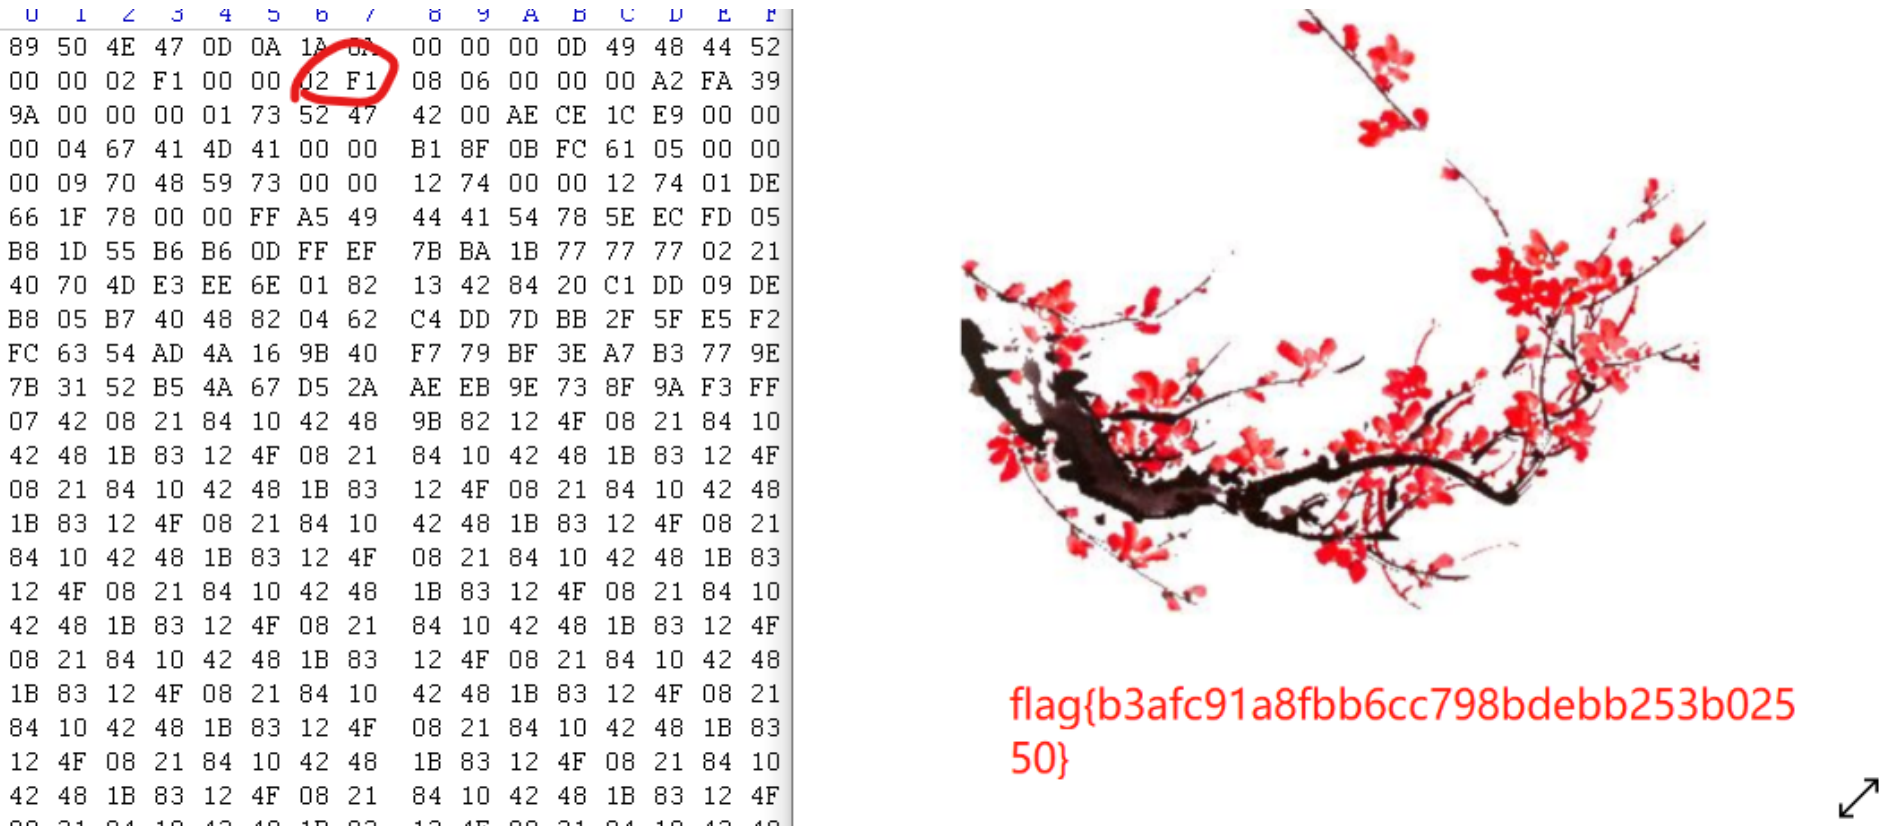 0 1 2 3 4 5 6 7 8 9 A B C D E F
89 50 4E 47 0D 0A 1A 0A 00 00 00 0D 49 48 44 52
00 00 02 F1 00 00 02 F1 08 06 00 00 00 A2 FA 39
9A 00 00 00 01 73 52 47 42 00 AE CE 1C E9 00 00
00 04 67 41 4D 41 00 00 B1 8F 0B FC 61 05 00 00
00 09 70 48 59 73 00 00 12 74 00 00 12 74 01 DE
66 1F 78 00 00 FF A5 49 44 41 54 78 5E EC FD 05
B8 1D 55 B6 B6 0D FF EF 7B BA 1B 77 77 77 02 21
40 70 4D E3 EE 6E 01 82 13 42 84 20 C1 DD 09 DE
B8 05 B7 40 48 82 04 62 C4 DD 7D BB 2F 5F E5 F2
FC 63 54 AD 4A 16 9B 40 F7 79 BF 3E A7 B3 77 9E
7B 31 52 B5 4A 67 D5 2A AE EB 9E 73 8F 9A F3 FF
07 42 08 21 84 10 42 48 9B 82 12 4F 08 21 84 10
42 48 1B 83 12 4F 08 21 84 10 42 48 1B 83 12 4F
08 21 84 10 42 48 1B 83 12 4F 08 21 84 10 42 48
1B 83 12 4F 08 21 84 10 42 48 1B 83 12 4F 08 21
84 10 42 48 1B 83 12 4F 08 21 84 10 42 48 1B 83
12 4F 08 21 84 10 42 48 1B 83 12 4F 08 21 84 10
42 48 1B 83 12 4F 08 21 84 10 42 48 1B 83 12 4F
08 21 84 10 42 48 1B 83 12 4F 08 21 84 10 42 48
1B 83 12 4F 08 21 84 10 42 48 1B 83 12 4F 08 21
84 10 42 48 1B 83 12 4F 08 21 84 10 42 48 1B 83
12 4F 08 21 84 10 42 48 1B 83 12 4F 08 21 84 10
42 48 1B 83 12 4F 08 21 84 10 42 48 1B 83 12 4F
08 21 84 10 42 48 1B 83 12 4F 08 21 84 10 42 48
flag{b3afc91a8fbb6cc798bdebb253b025
50}